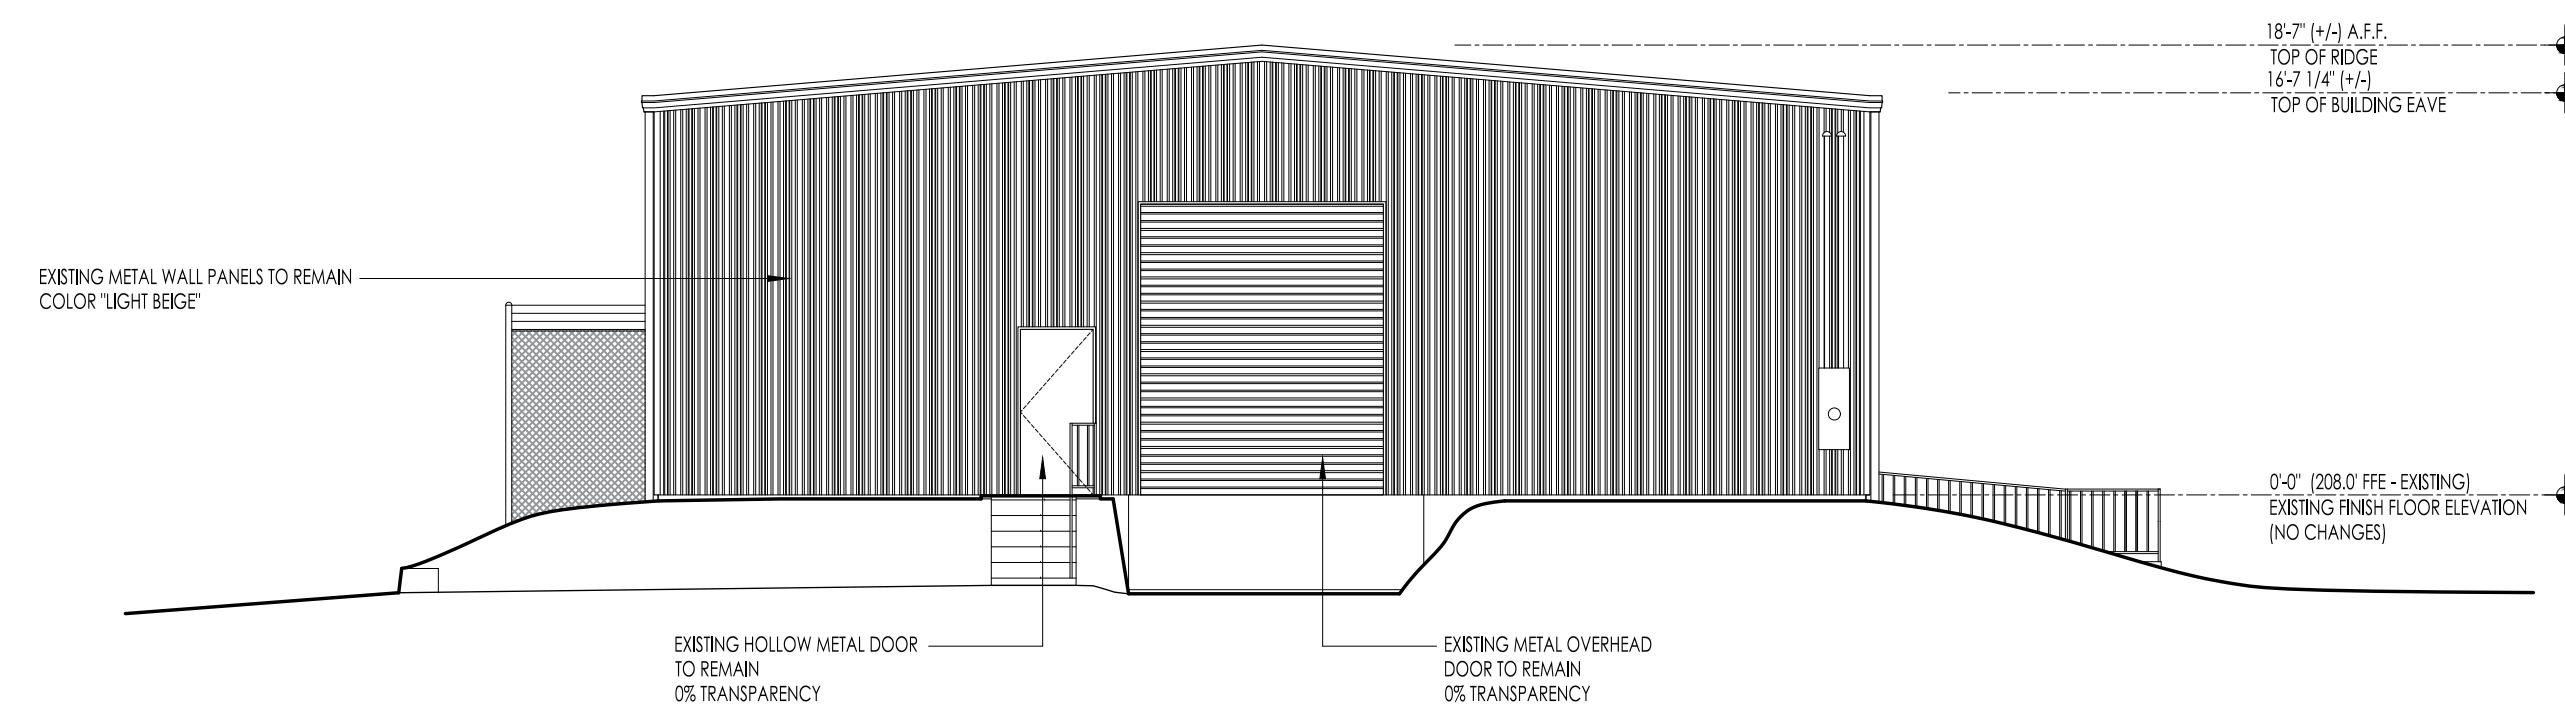 18'-7" (+/-) A.F.F.
TOP OF RIDGE
16'-7 1/4" (+/-)
TOP OF BUILDING EAVE
EXISTING METAL WALL PANELS TO REMAIN
COLOR "LIGHT BEIGE"
0'-0" (208.0' FFE - EXISTING)
EXISTING FINISH FLOOR ELEVATION
(NO CHANGES)
EXISTING HOLLOW METAL DOOR
TO REMAIN
0% TRANSPARENCY
EXISTING METAL OVERHEAD
DOOR TO REMAIN
0% TRANSPARENCY